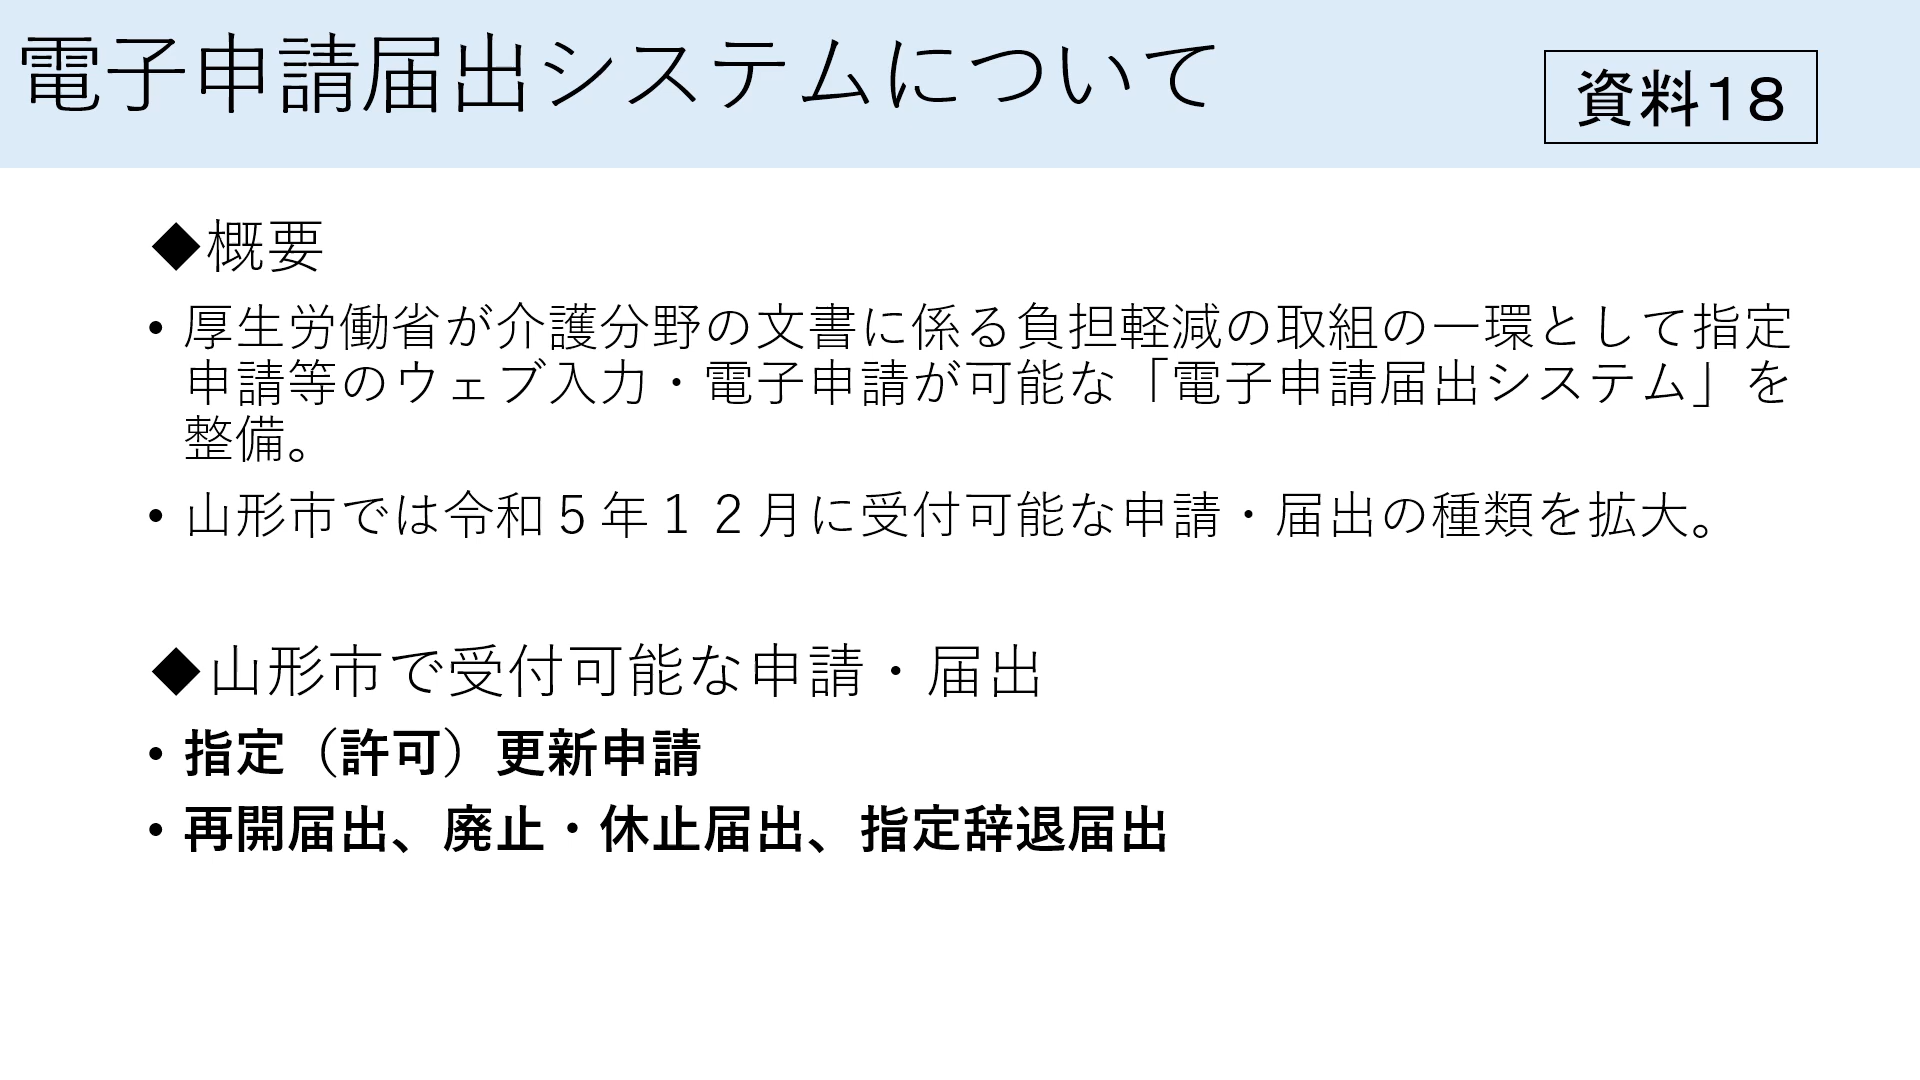 電子申請届出システムについて
資料18
◆概要
• 厚生労働省が介護分野の文書に係る負担軽減の取組の一環として指定
申請等のウェブ入力・電子申請が可能な「電子申請届出システム」を
整備。
• 山形市では令和５年１２月に受付可能な申請・届出の種類を拡大。
◆山形市で受付可能な申請・届出
• 指定（許可）更新申請
• 再開届出、廃止・休止届出、指定辞退届出